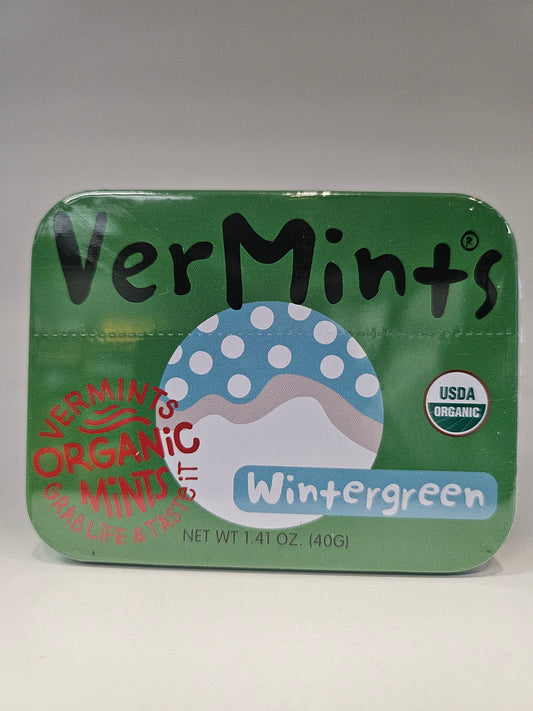 VerMints®
VERMINTS
ORGANiC
MiNTS
GRAB LiFE & TASTE iT
USDA
ORGANIC
Wintergreen
NET WT 1.41 OZ. (40G)